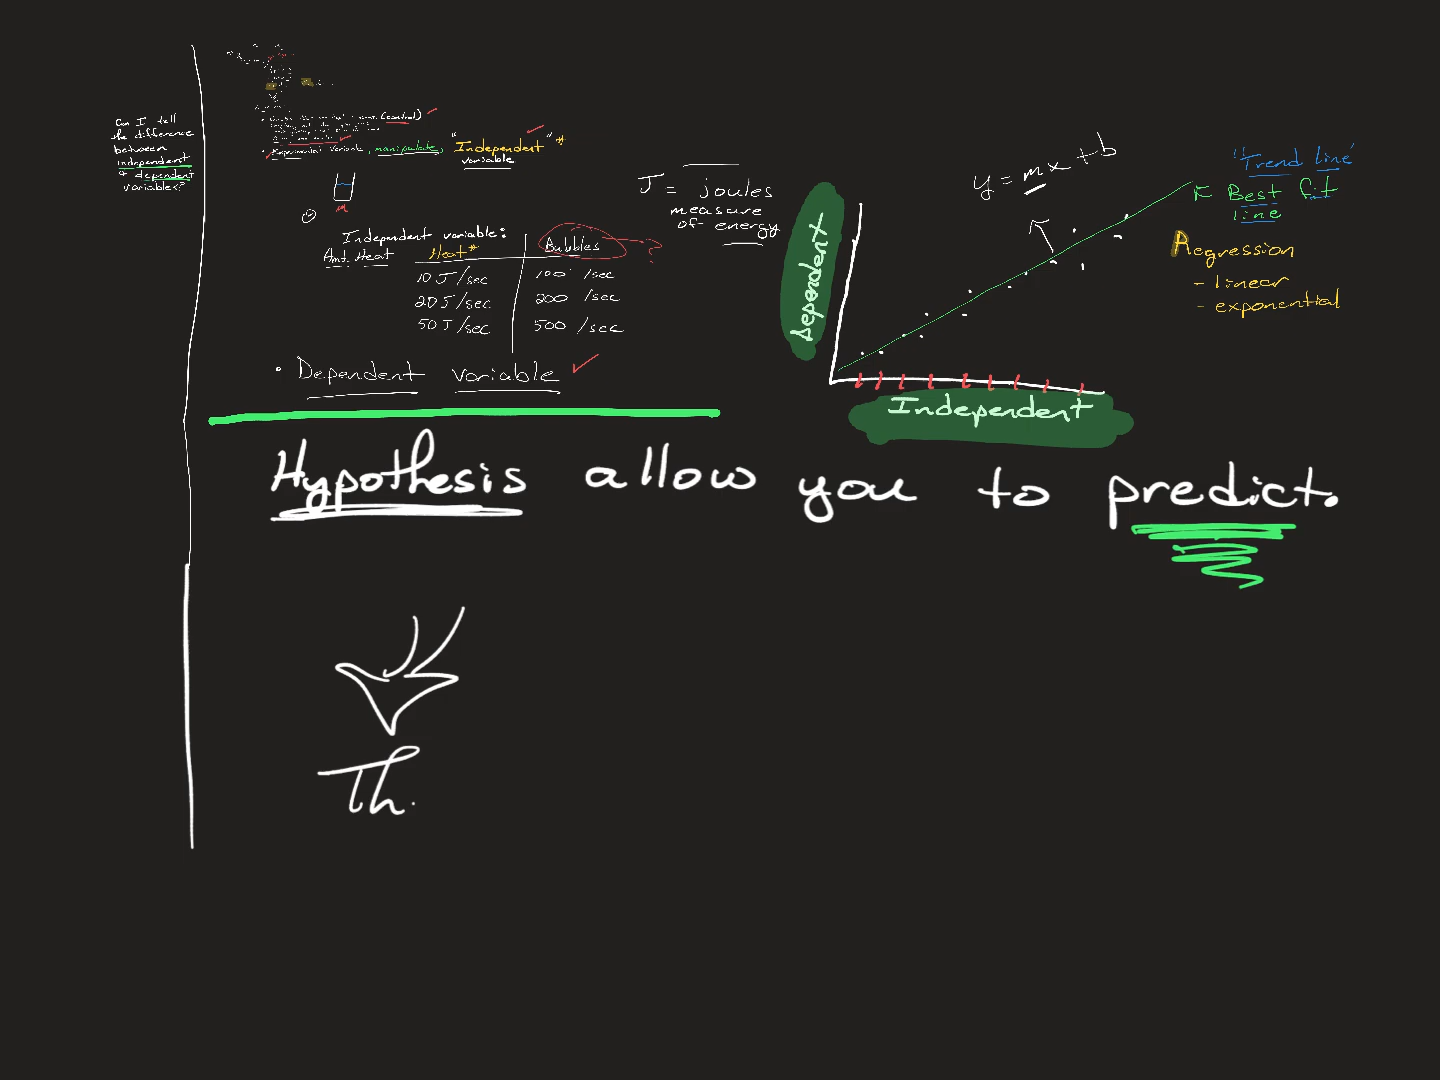 Can I tell
the difference
between
independent
& dependent
variables?
(control)
Experimental variable, manipulate, "Independent" *
variable
J = joules
measure
of energy
Independent variable:
Amt. Heat
Heat* Bubbles ?
10 J/sec 100 /sec
20 J/sec 200 /sec
50 J/sec 500 /sec
• Dependent variable
y = mx + b
"Trend line"
Best fit
line
Regression
- linear
- exponential
Dependent
Independent
Hypothesis allow you to predict.
Th.